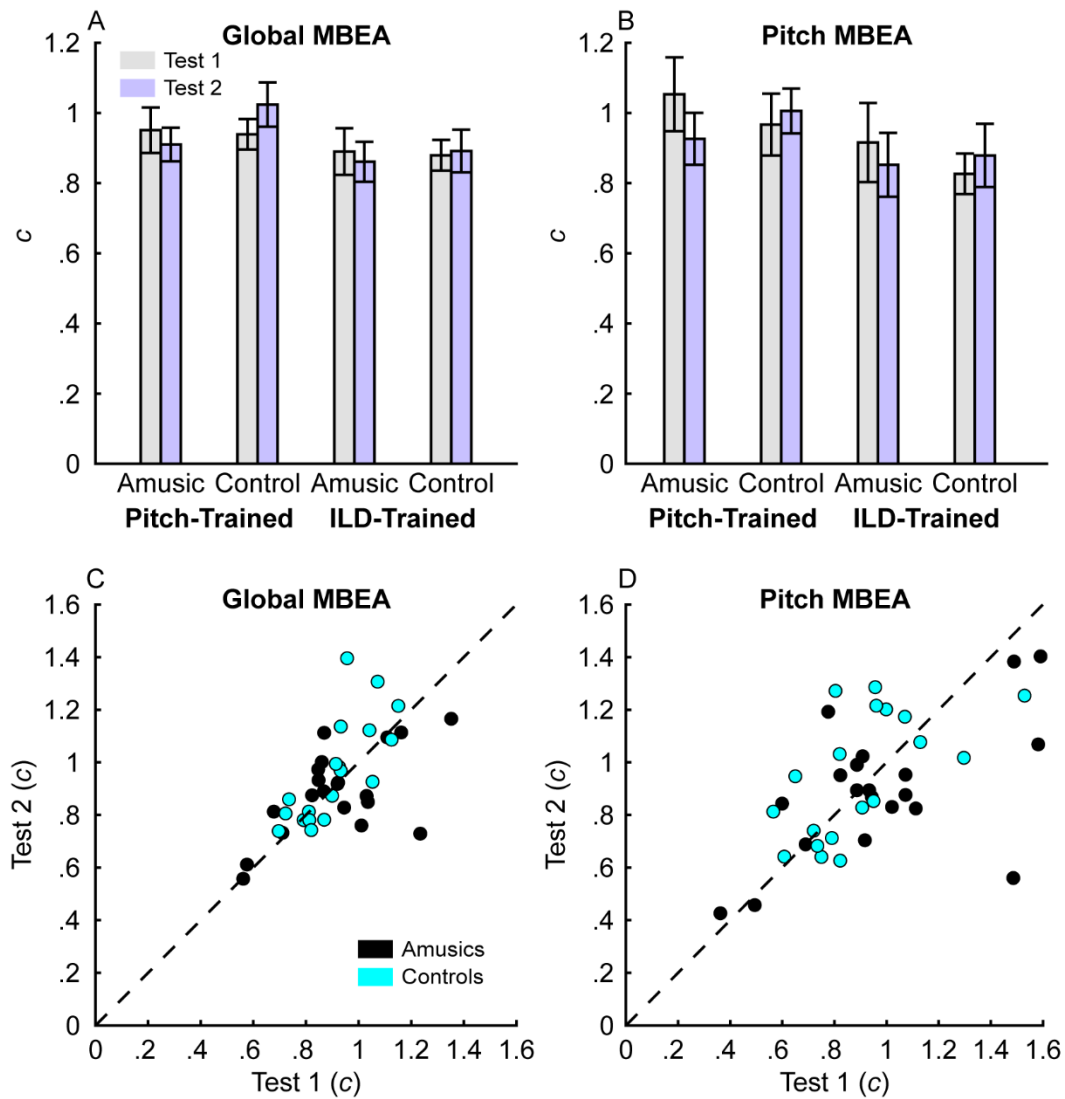 A
Global MBEA
1.2
1
.8
.6
.4
.2
0
c
Test 1
Test 2
Amusic Control Amusic Control
Pitch-Trained ILD-Trained
B
Pitch MBEA
1.2
1
.8
.6
.4
.2
0
c
Amusic Control Amusic Control
Pitch-Trained ILD-Trained
C
Global MBEA
1.6
1.4
1.2
1
.8
.6
.4
.2
0
Test 2 (c)
Amusics
Controls
0 .2 .4 .6 .8 1 1.2 1.4 1.6
Test 1 (c)
D
Pitch MBEA
1.6
1.4
1.2
1
.8
.6
.4
.2
0
Test 2 (c)
0 .2 .4 .6 .8 1 1.2 1.4 1.6
Test 1 (c)